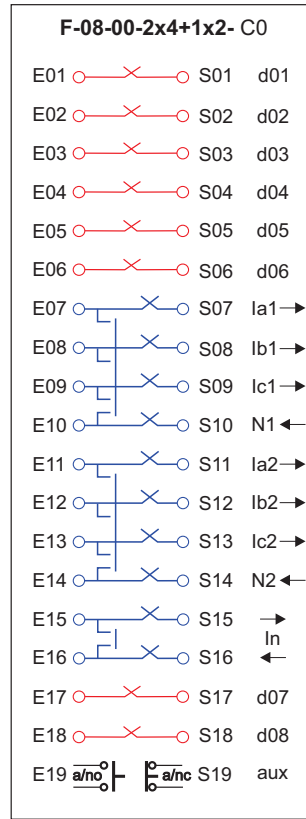 F-08-00-2x4+1x2- C0
E01 S01 d01
E02 S02 d02
E03 S03 d03
E04 S04 d04
E05 S05 d05
E06 S06 d06
E07 S07 Ia1
E08 S08 Ib1
E09 S09 Ic1
E10 S10 N1
E11 S11 Ia2
E12 S12 Ib2
E13 S13 Ic2
E14 S14 N2
E15 S15
In
E16 S16
E17 S17 d07
E18 S18 d08
E19 a/no a/nc S19 aux